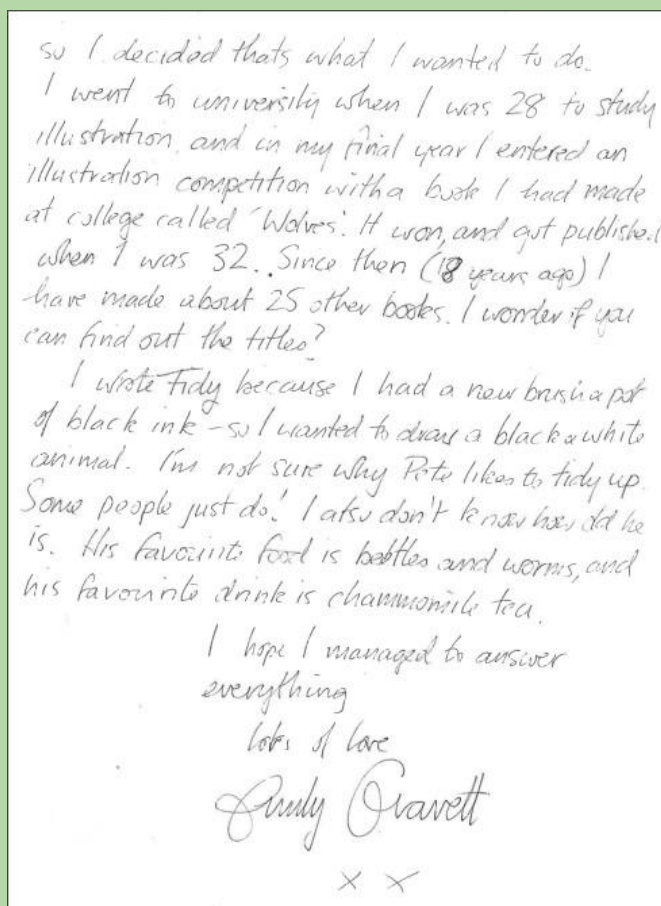 so I decided thats what I wanted to do.
I went to university when I was 28 to study
illustration, and in my final year I entered an
illustration competition with a book I had made
at college called 'Wolves'. It won, and got published
when I was 32. Since then (18 years ago) I
have made about 25 other books. I wonder if you
can find out the titles?
I wrote Tidy because I had a new brush & pot
of black ink - so I wanted to draw a black & white
animal. I'm not sure why Pete likes to tidy up.
Some people just do! I also don't know how old he
is. His favourite food is bettles and worms, and
his favourite drink is chammomile tea.
I hope I managed to answer
everything
lots of love
Emily Gravett
x x